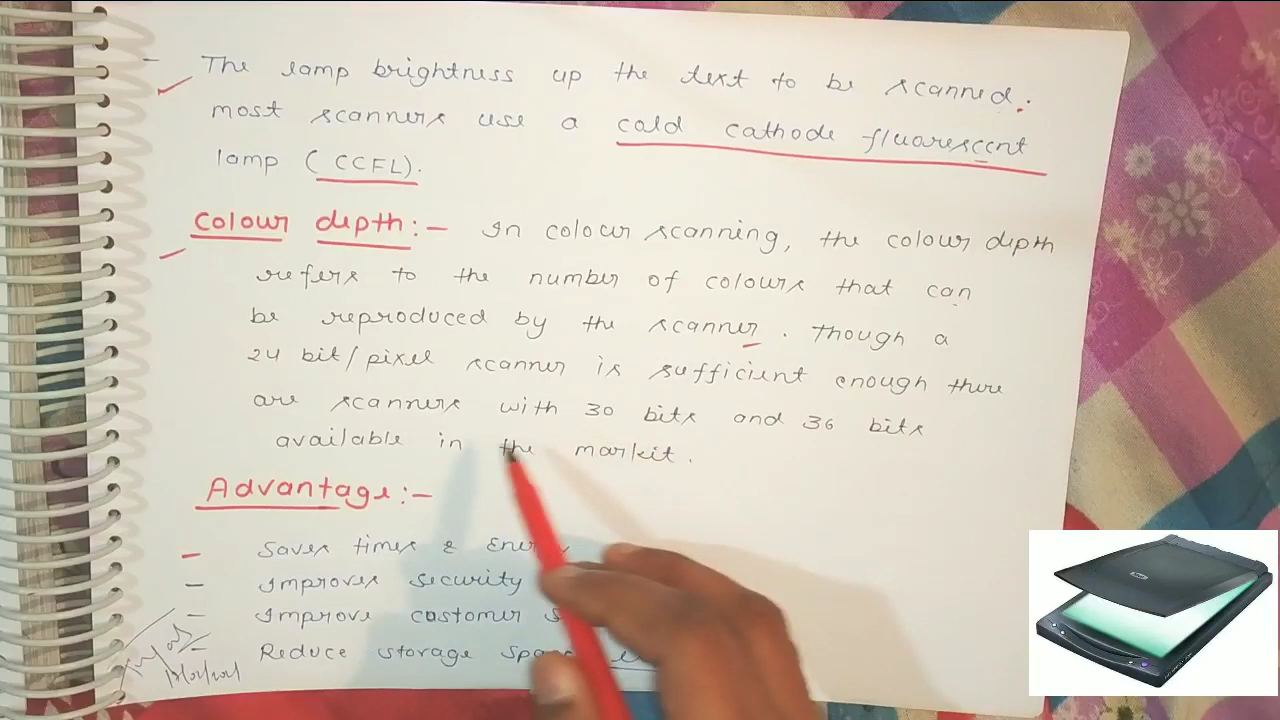 - The lamp brightness up the text to be scanned.
most scanners use a cold cathode fluorescent
lamp (CCFL).
Colour depth:- In colour scanning, the colour depth
refers to the number of colours that can
be reproduced by the scanner. Though a
24 bit/pixel scanner is sufficient enough there
are scanners with 30 bits and 36 bits
available in the markit.
Advantage:-
- Saves times & Energy
- Improves security
- Improve customer
- Reduce storage space